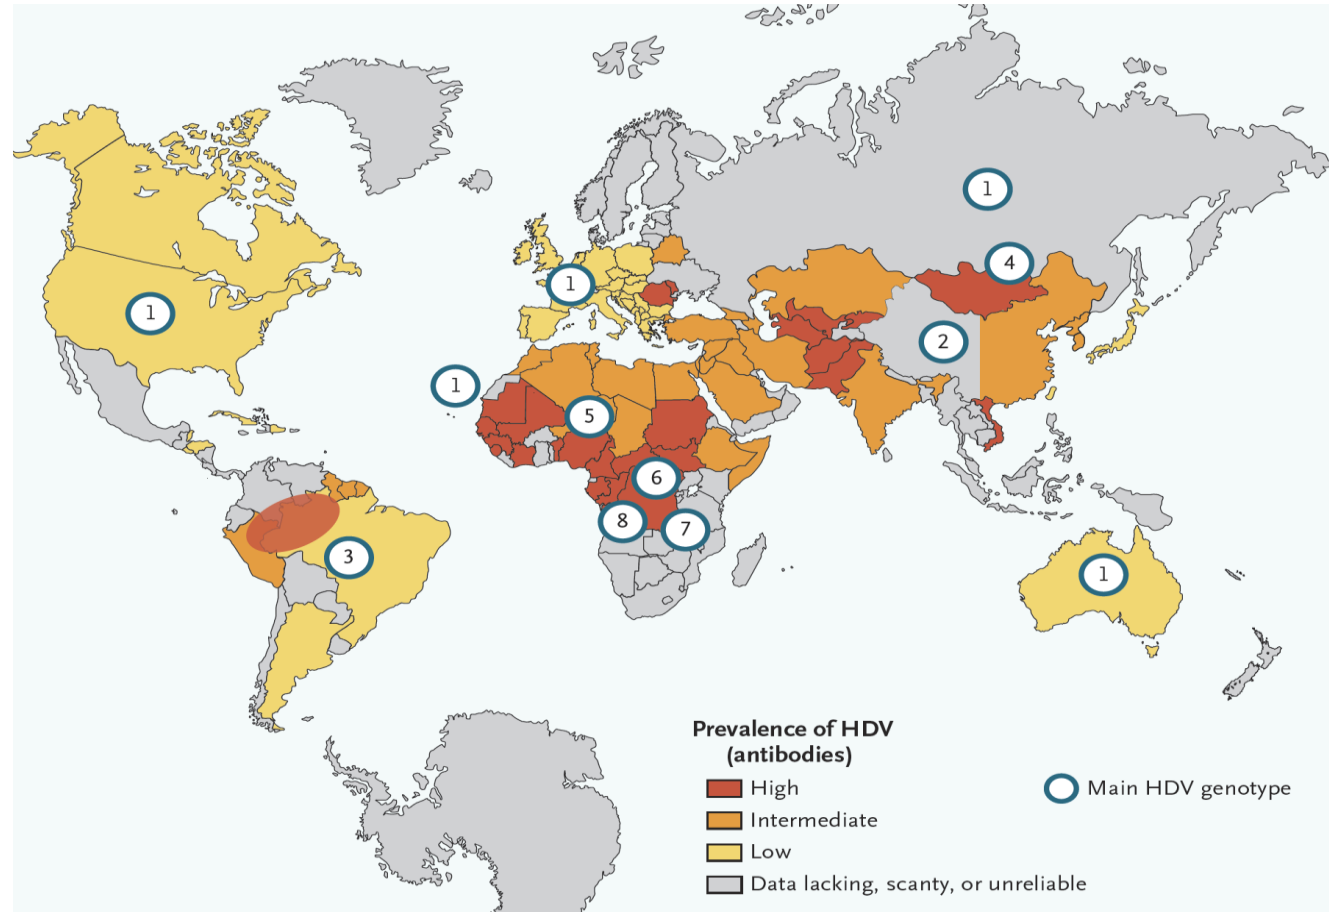 1
4
1
1
2
1
5
6
8
7
3
1
Prevalence of HDV
(antibodies)
High
Intermediate
Low
Data lacking, scanty, or unreliable
Main HDV genotype